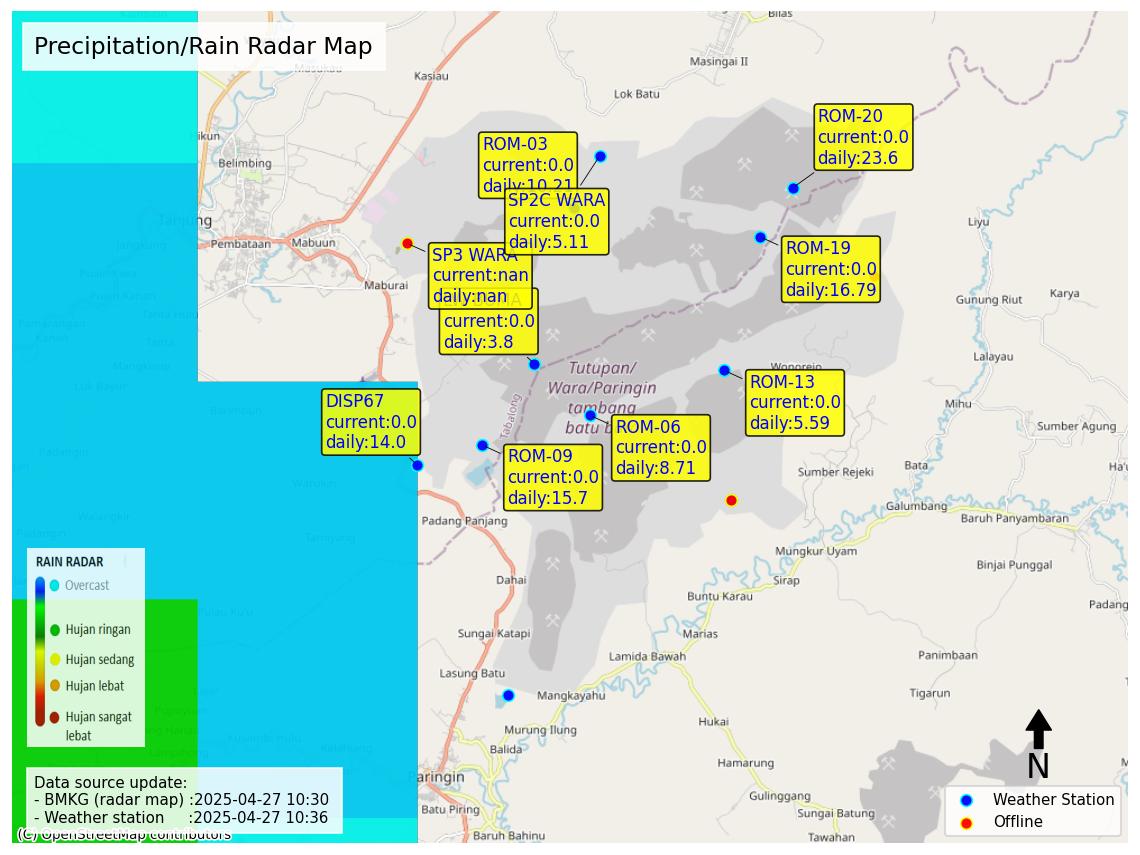 Precipitation/Rain Radar Map
Bilas
Masingai II
Kasiau
Lok Batu
Masukau
Hikun
Belimbing
Tanjung
Jangkung
Pembataan
Mabuun
Maburai
Liyu
Gunung Riut
Karya
Lalayau
Mihu
Wonorejo
Sumber Agung
Bata
Sumber Rejeki
Galumbang
Baruh Panyambaran
Mungkur Uyam
Binjai Punggal
Sirap
Buntu Karau
Marias
Lamida Bawah
Panimbaan
Tigarun
Hukai
Hamarung
Gulinggang
Sungai Batung
Tawahan
Padang Panjang
Dahai
Sungai Katapi
Lasung Batu
Mangkayahu
Murung Ilung
Balida
Paringin
Batu Piring
Baruh Bahinu
Tabalong
Tutupan/
Wara/Paringin
tambang
batu b
ROM-03
current:0.0
daily:10.21
SP2C WARA
current:0.0
daily:5.11
ROM-20
current:0.0
daily:23.6
ROM-19
current:0.0
daily:16.79
SP3 WARA
current:nan
daily:nan
current:0.0
daily:3.8
ROM-13
current:0.0
daily:5.59
ROM-06
current:0.0
daily:8.71
DISP67
current:0.0
daily:14.0
ROM-09
current:0.0
daily:15.7
RAIN RADAR
Overcast
Hujan ringan
Hujan sedang
Hujan lebat
Hujan sangat
lebat
Data source update:
- BMKG (radar map) :2025-04-27 10:30
- Weather station :2025-04-27 10:36
(C) OpenStreetMap contributors
N
Weather Station
Offline